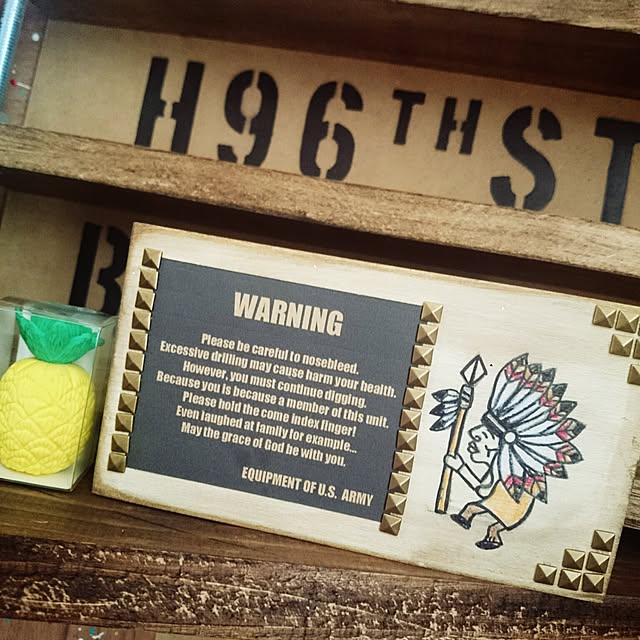 H96THST
B
WARNING
Please be careful to nosebleed.
Excessive drilling may cause harm your health.
However, you must continue digging.
Because you is because a member of this unit.
Please hold the come index finger!
Even laughed at family for example...
May the grace of God be with you.
EQUIPMENT OF U.S. ARMY